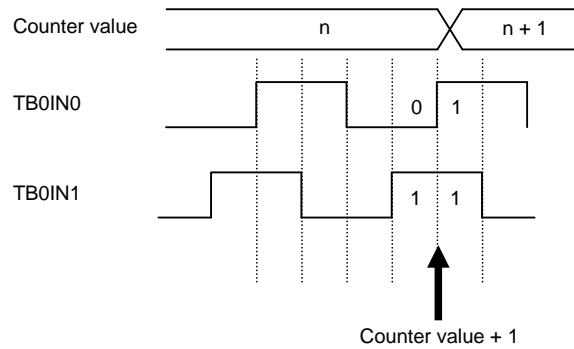 Counter value n n + 1
TB0IN0 0 1
TB0IN1 1 1
Counter value + 1